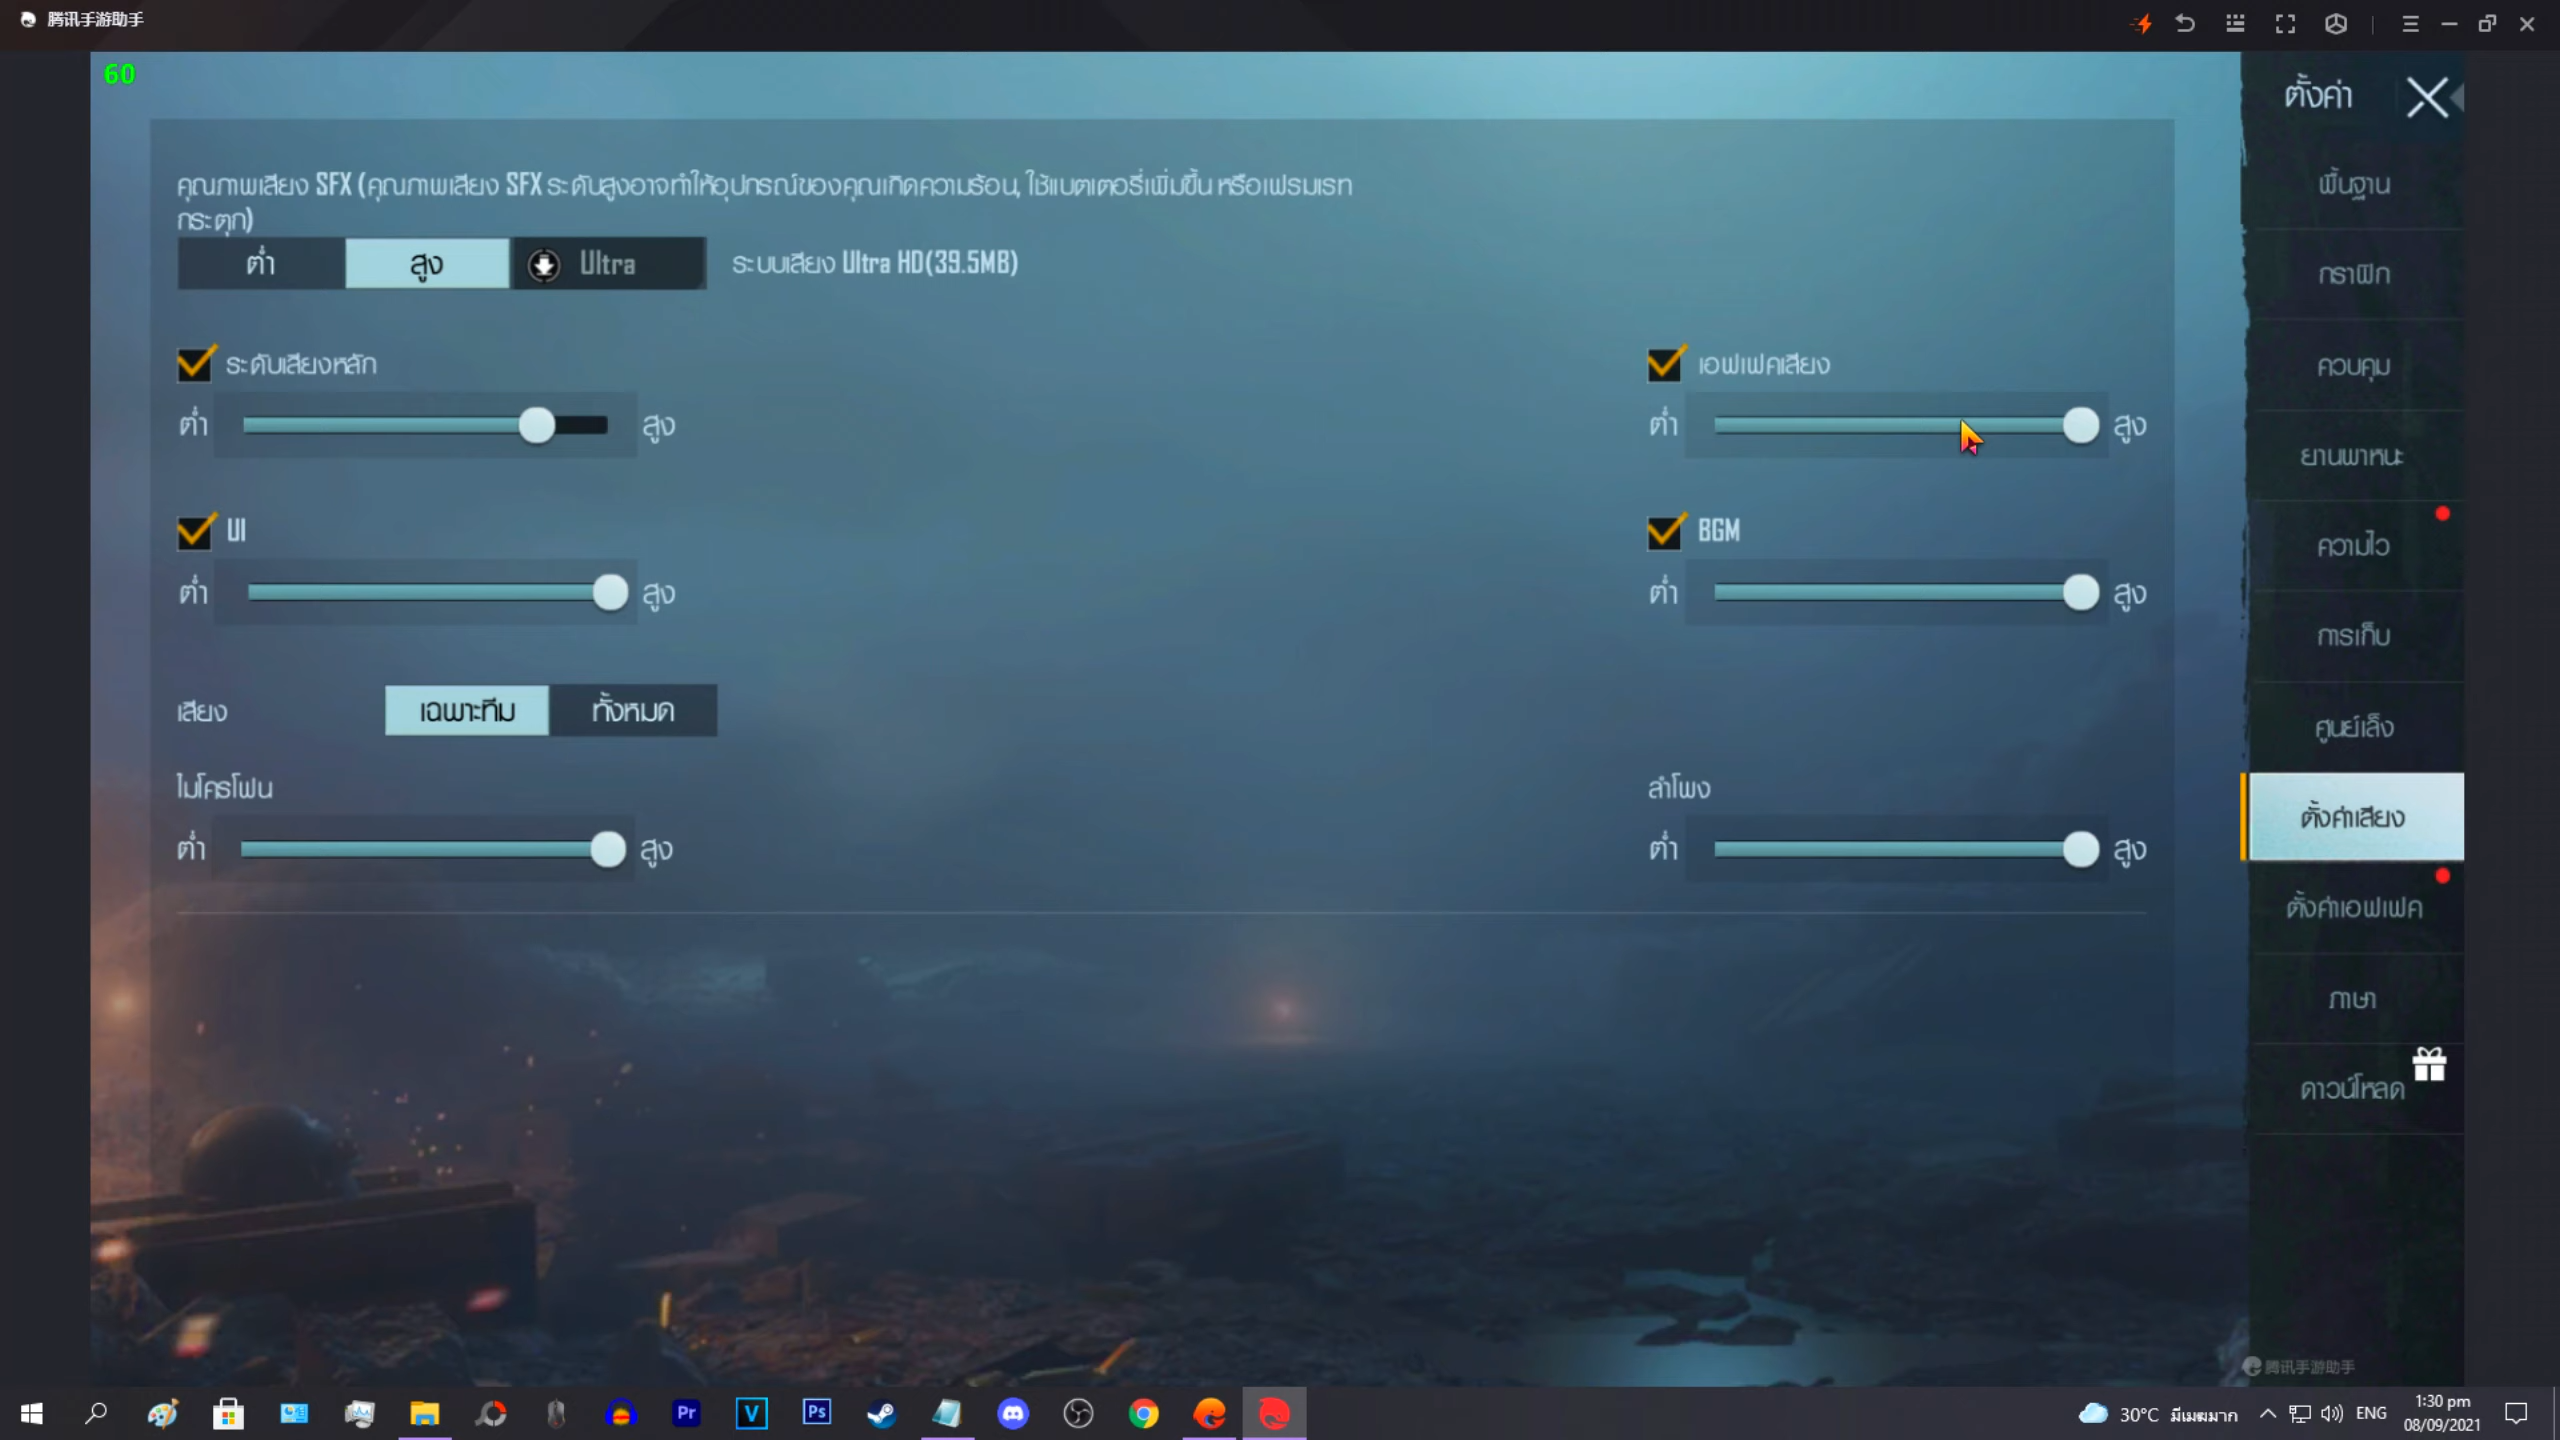 腾讯手游助手
60
ตั้งค่า
คุณภาพเสียง SFX (คุณภาพเสียง SFX ระดับสูงอาจทำให้อุปกรณ์ของคุณเกิดความร้อน, ใช้แบตเตอรี่เพิ่มขึ้น หรือเฟรมเรท
กระตุก)
ต่ำ สูง Ultra ระบบเสียง Ultra HD(39.5MB)
ระดับเสียงหลัก
ต่ำ สูง
เอฟเฟคเสียง
ต่ำ สูง
UI
ต่ำ สูง
BGM
ต่ำ สูง
เสียง เฉพาะทีม ทั้งหมด
ไมโครโฟน
ต่ำ สูง
ลำโพง
ต่ำ สูง
พื้นฐาน
กราฟิก
ควบคุม
ยานพาหนะ
ความไว
การเก็บ
ศูนย์เล็ง
ตั้งค่าเสียง
ตั้งค่าเอฟเฟค
ภาษา
ดาวน์โหลด
腾讯手游助手
Pr V Ps
30°C มีเมฆมาก ENG
1:30 pm
08/09/2021